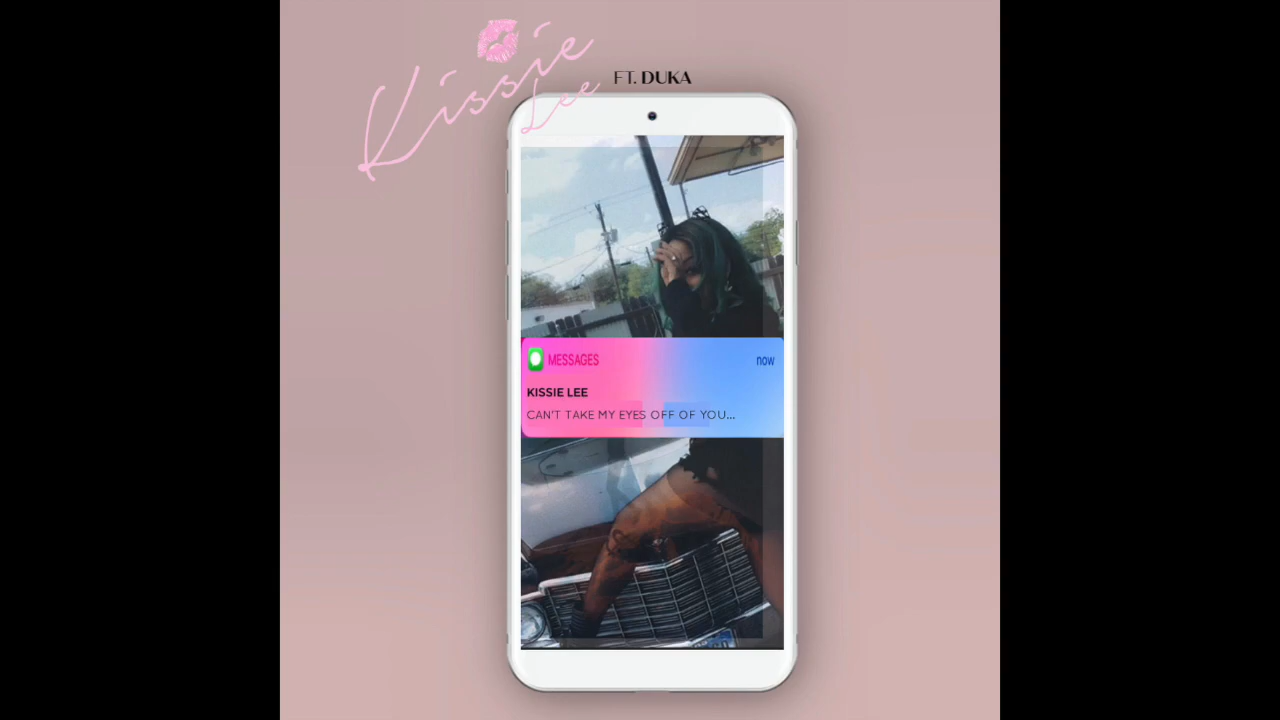 Kissie
Lee
FT. DUKA
MESSAGES
now
KISSIE LEE
CAN'T TAKE MY EYES OFF OF YOU...